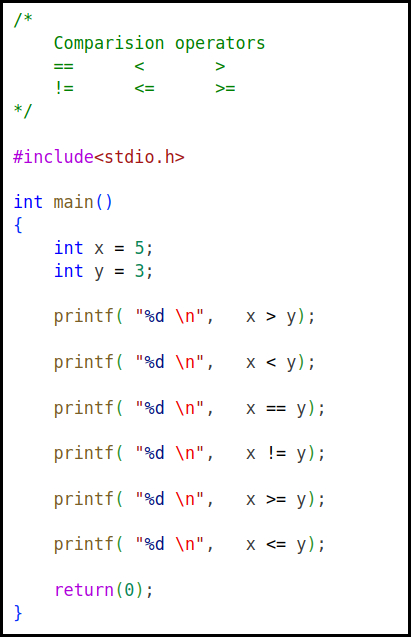 /*
    Comparision operators
    ==      <       >
    !=      <=      >=
*/

#include<stdio.h>

int main()
{
    int x = 5;
    int y = 3;

    printf( "%d \n",   x > y);

    printf( "%d \n",   x < y);

    printf( "%d \n",   x == y);

    printf( "%d \n",   x != y);

    printf( "%d \n",   x >= y);

    printf( "%d \n",   x <= y);

    return(0);
}